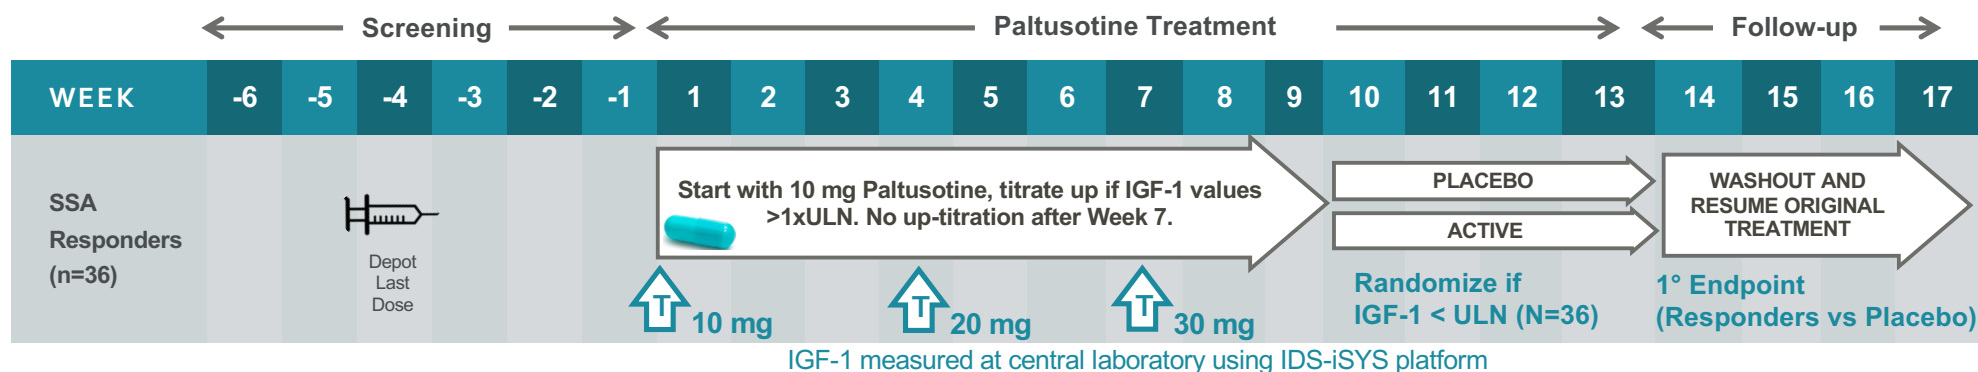 Screening Paltusotine Treatment Follow-up
WEEK -6 -5 -4 -3 -2 -1 1 2 3 4 5 6 7 8 9 10 11 12 13 14 15 16 17
SSA
Responders
(n=36)
Depot
Last
Dose
Start with 10 mg Paltusotine, titrate up if IGF-1 values
>1xULN. No up-titration after Week 7.
T 10 mg
T 20 mg
T 30 mg
PLACEBO
ACTIVE
Randomize if
IGF-1 < ULN (N=36)
WASHOUT AND
RESUME ORIGINAL
TREATMENT
1° Endpoint
(Responders vs Placebo)
IGF-1 measured at central laboratory using IDS-iSYS platform